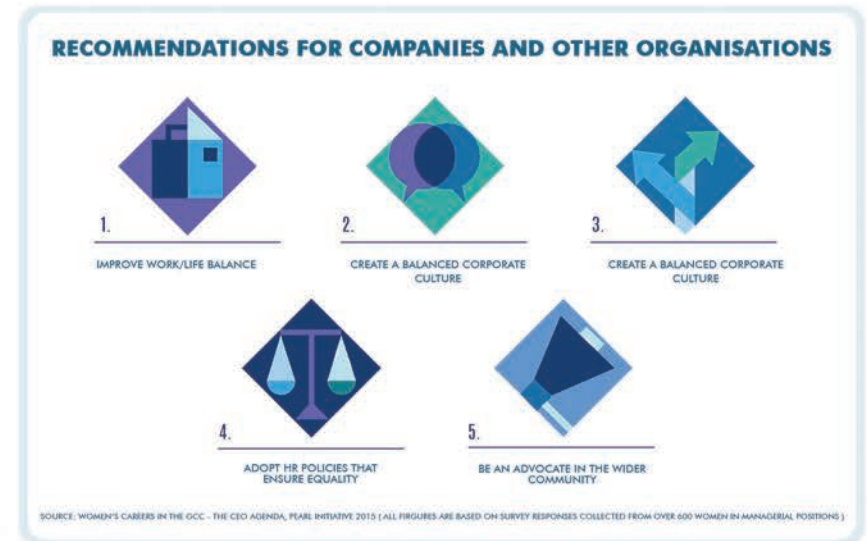 RECOMMENDATIONS FOR COMPANIES AND OTHER ORGANISATIONS
1.
IMPROVE WORK/LIFE BALANCE
2.
CREATE A BALANCED CORPORATE
CULTURE
3.
CREATE A BALANCED CORPORATE
CULTURE
4.
ADOPT HR POLICIES THAT
ENSURE EQUALITY
5.
BE AN ADVOCATE IN THE WIDER
COMMUNITY
SOURCE: WOMEN'S CAREERS IN THE GCC - THE CEO AGENDA, PEARL INITIATIVE 2015 ( ALL FIRGURES ARE BASED ON SURVEY RESPONSES COLLECTED FROM OVER 600 WOMEN IN MANAGERIAL POSITIONS )